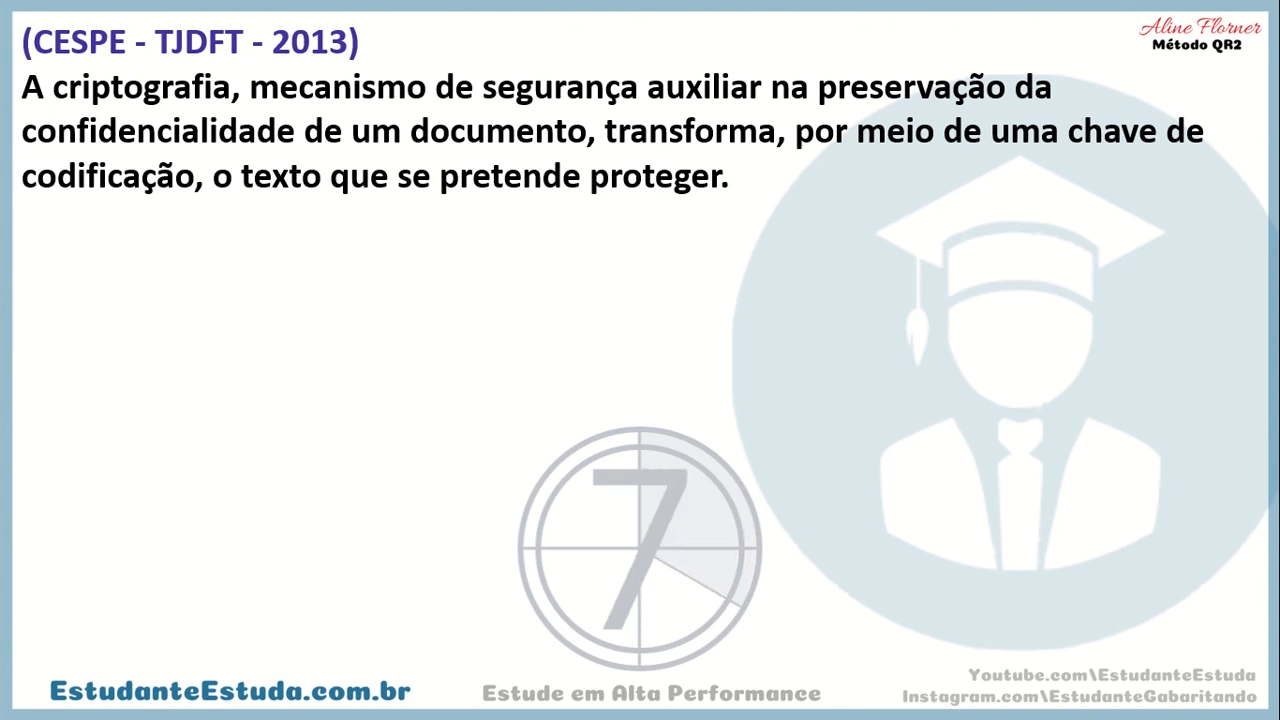 (CESPE - TJDFT - 2013)
Aline Florner
Método QR2
A criptografia, mecanismo de segurança auxiliar na preservação da
confidencialidade de um documento, transforma, por meio de uma chave de
codificação, o texto que se pretende proteger.
7
EstudanteEstuda.com.br
Estude em Alta Performance
Youtube.com\EstudanteEstuda
Instagram.com\EstudanteGabaritando